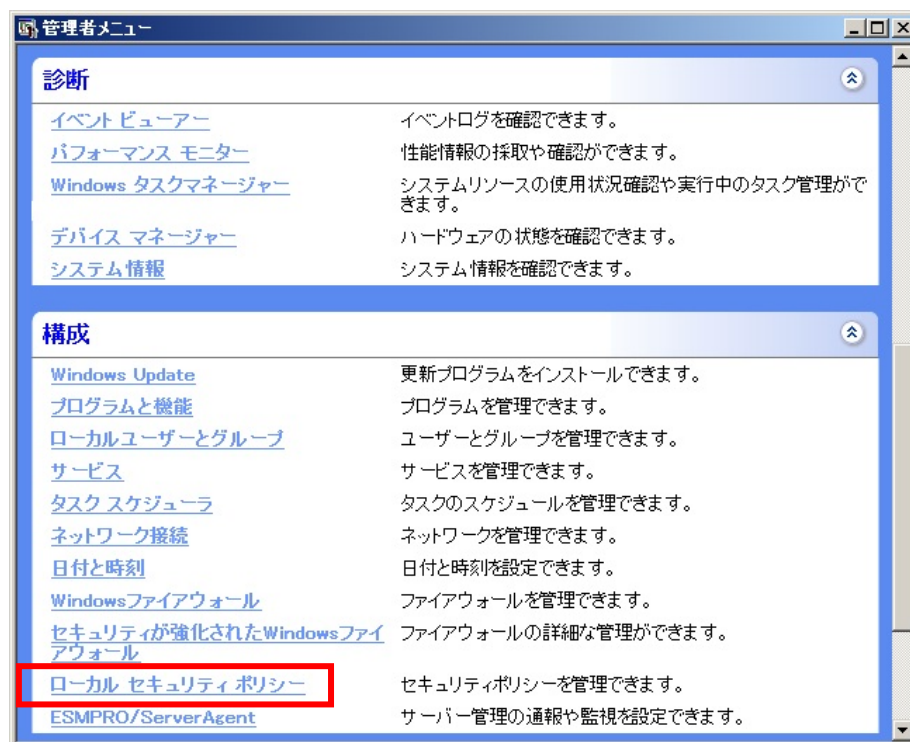 管理者メニュー
診断
イベント ビューアー
イベントログを確認できます。
パフォーマンス モニター
性能情報の採取や確認ができます。
Windows タスクマネージャー
システムリソースの使用状況確認や実行中のタスク管理がで
きます。
デバイス マネージャー
ハードウェアの状態を確認できます。
システム情報
システム情報を確認できます。
構成
Windows Update
更新プログラムをインストールできます。
プログラムと機能
プログラムを管理できます。
ローカルユーザーとグループ
ユーザーとグループを管理できます。
サービス
サービスを管理できます。
タスク スケジューラ
タスクのスケジュールを管理できます。
ネットワーク接続
ネットワークを管理できます。
日付と時刻
日付と時刻を設定できます。
Windowsファイアウォール
ファイアウォールを管理できます。
セキュリティが強化されたWindowsファイ
アウォール
ファイアウォールの詳細な管理ができます。
ローカル セキュリティ ポリシー
セキュリティポリシーを管理できます。
ESMPRO/ServerAgent
サーバー管理の通報や監視を設定できます。